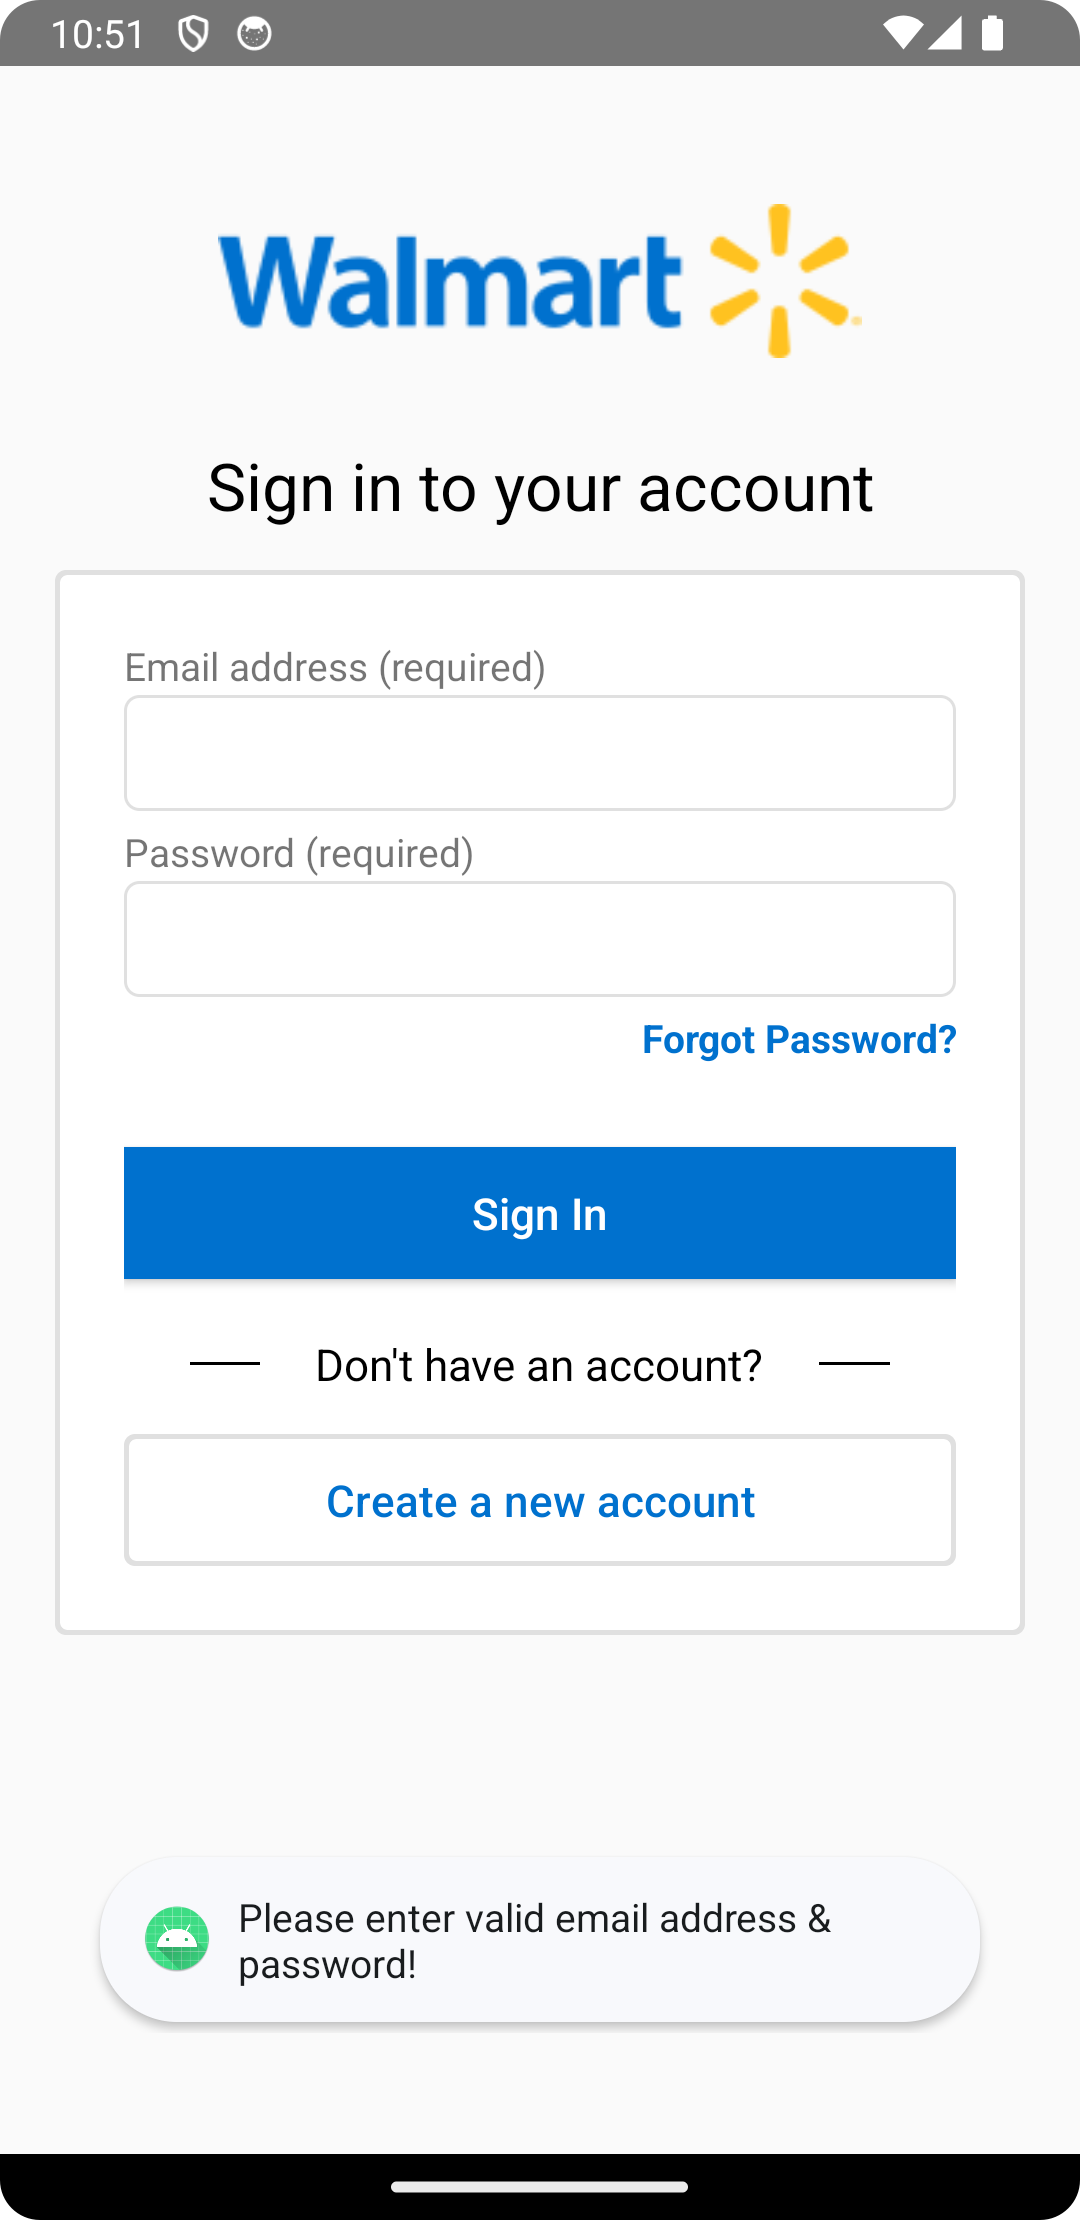 10:51
Walmart
Sign in to your account
Email address (required)
Password (required)
Forgot Password?
Sign In
Don't have an account?
Create a new account
Please enter valid email address &
password!